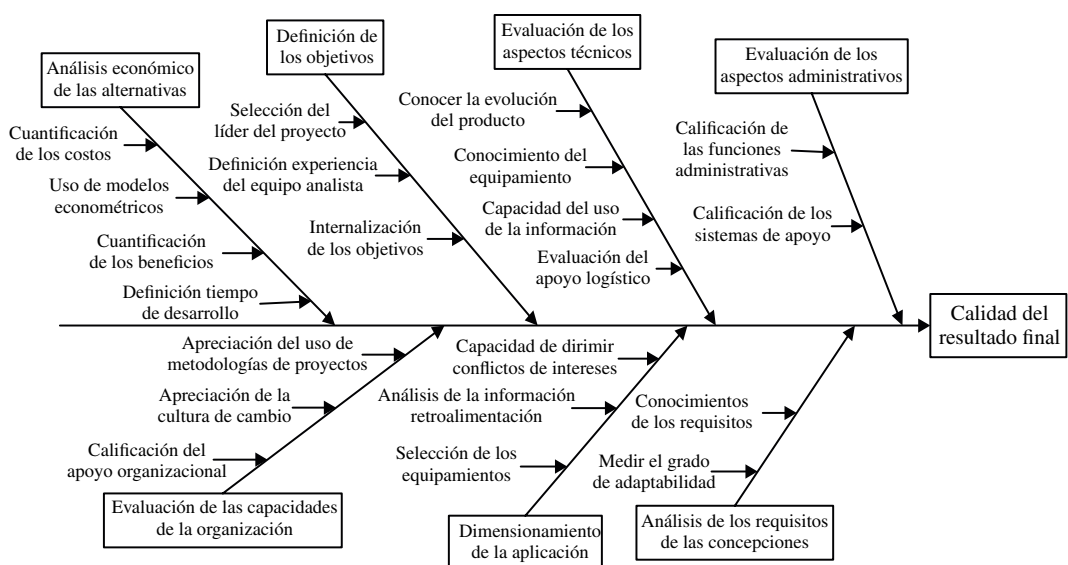 Análisis económico
de las alternativas
Cuantificación
de los costos
Uso de modelos
econométricos
Cuantificación
de los beneficios
Definición tiempo
de desarrollo
Definición de
los objetivos
Selección del
líder del proyecto
Definición experiencia
del equipo analista
Internalización
de los objetivos
Evaluación de los
aspectos técnicos
Conocer la evolución
del producto
Conocimiento del
equipamiento
Capacidad del uso
de la información
Evaluación del
apoyo logístico
Evaluación de los
aspectos administrativos
Calificación de
las funciones
administrativas
Calificación de los
sistemas de apoyo
Calidad del
resultado final
Apreciación del uso de
metodologías de proyectos
Apreciación de la
cultura de cambio
Calificación del
apoyo organizacional
Evaluación de las capacidades
de la organización
Capacidad de dirimir
conflictos de intereses
Análisis de la información
retroalimentación
Selección de los
equipamientos
Dimensionamiento
de la aplicación
Conocimientos
de los requisitos
Medir el grado
de adaptabilidad
Análisis de los requisitos
de las concepciones